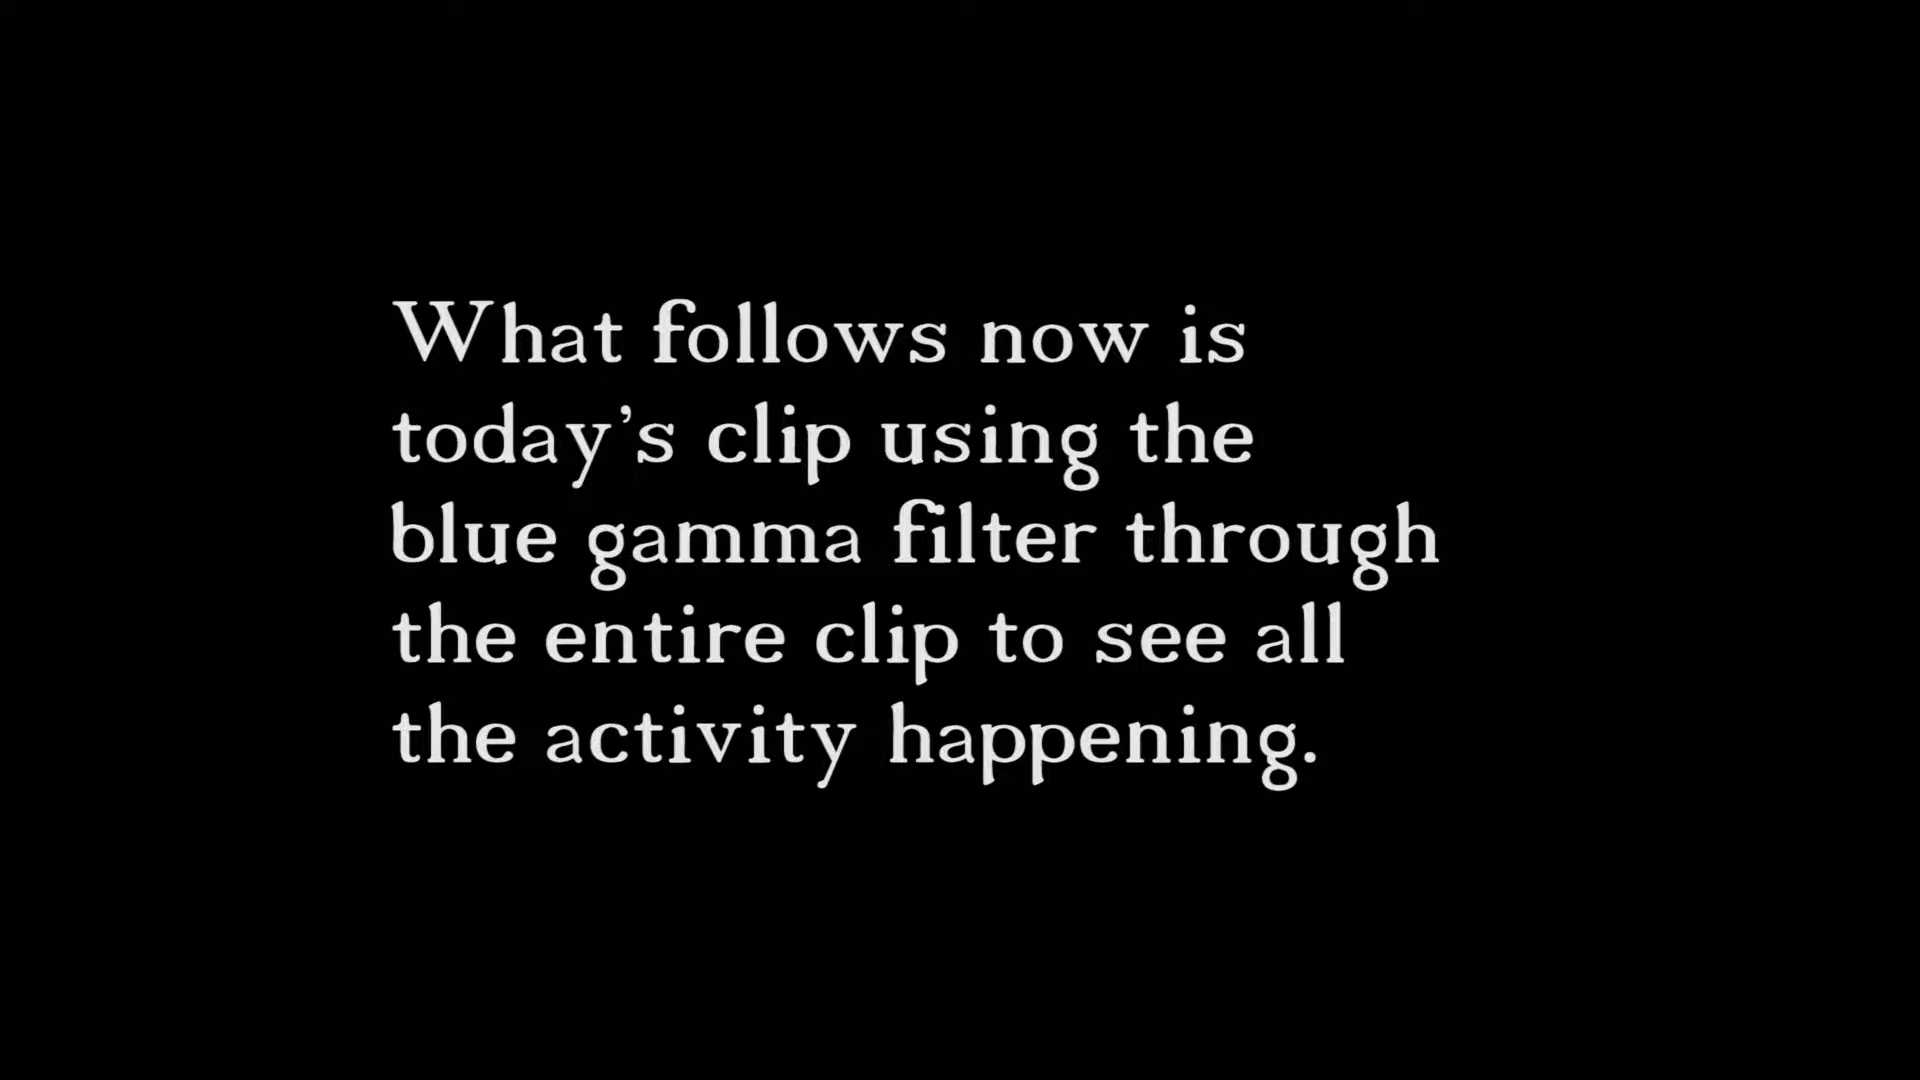 What follows now is
today’s clip using the
blue gamma filter through
the entire clip to see all
the activity happening.